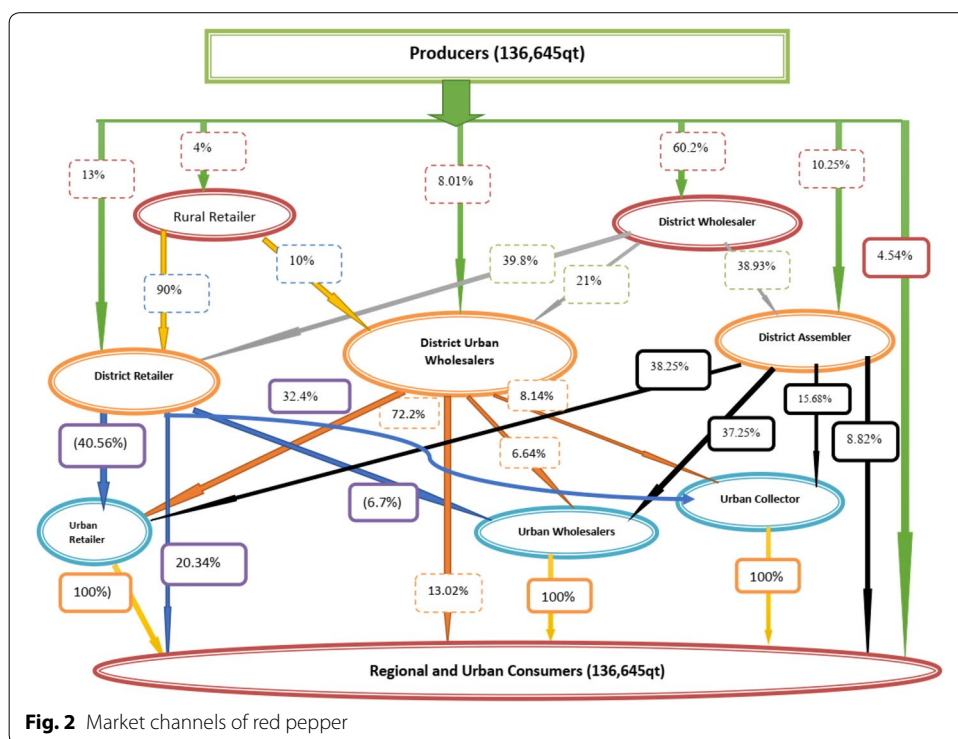 Producers (136,645qt)
4%
60.2%
13%
8.01%
10.25%
Rural Retailer
District Wholesaler
4.54%
39.8%
38.93%
10%
21%
90%
District Urban
Wholesalers
District Assembler
District Retailer
38.25%
32.4%
8.14%
15.68%
72.2%
(40.56%)
37.25%
8.82%
6.64%
(6.7%)
Urban Collector
Urban
Retailer
Urban Wholesalers
20.34%
100%)
13.02%
100%
100%
Regional and Urban Consumers (136,645qt)
Fig. 2 Market channels of red pepper